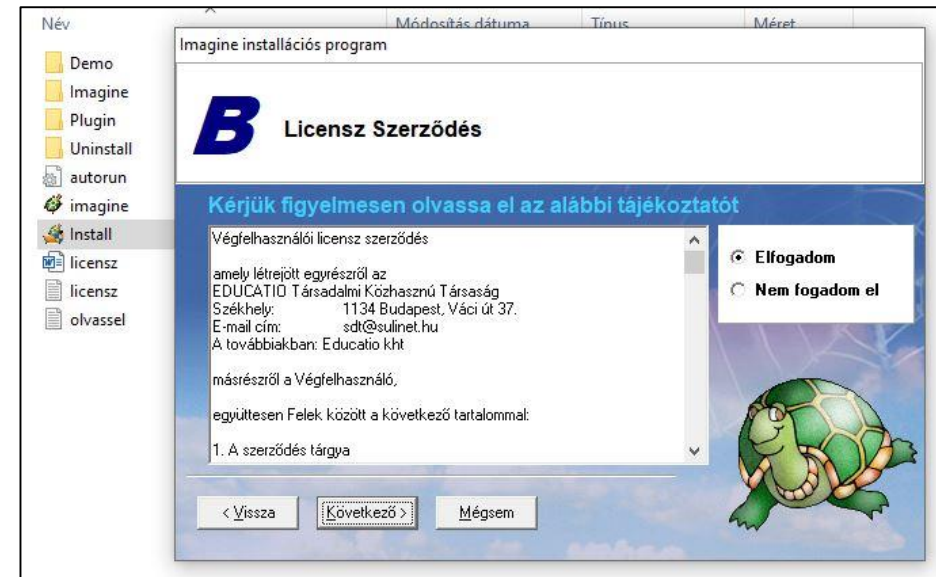 Név Módosítás dátuma Típus Méret
Demo
Imagine
Plugin
Uninstall
autorun
imagine
Install
licensz
licensz
olvassel
Imagine installációs program
B Licensz Szerződés
Kérjük figyelmesen olvassa el az alábbi tájékoztatót
Végfelhasználói licensz szerződés
amely létrejött egyrészről az
EDUCATIO Társadalmi Közhasznú Társaság
Székhely: 1134 Budapest, Váci út 37.
E-mail cím: sdt@sulinet.hu
A továbbiakban: Educatio kht
másrészről a Végfelhasználó,
együttesen Felek között a következő tartalommal:
1. A szerződés tárgya
Elfogadom
Nem fogadom el
< Vissza Következő > Mégsem